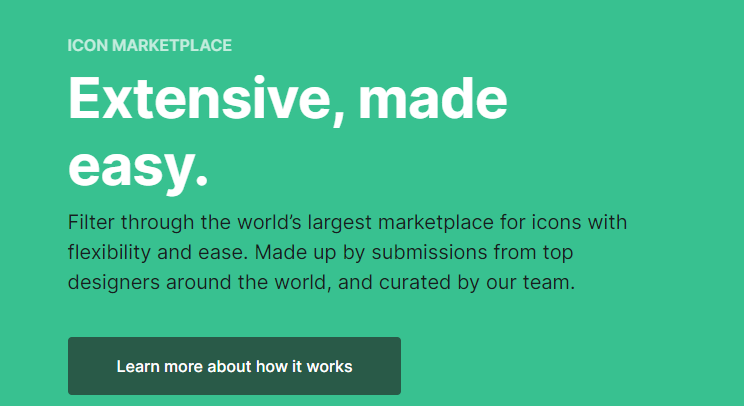 ICON MARKETPLACE
Extensive, made
easy.
Filter through the world’s largest marketplace for icons with
flexibility and ease. Made up by submissions from top
designers around the world, and curated by our team.
Learn more about how it works